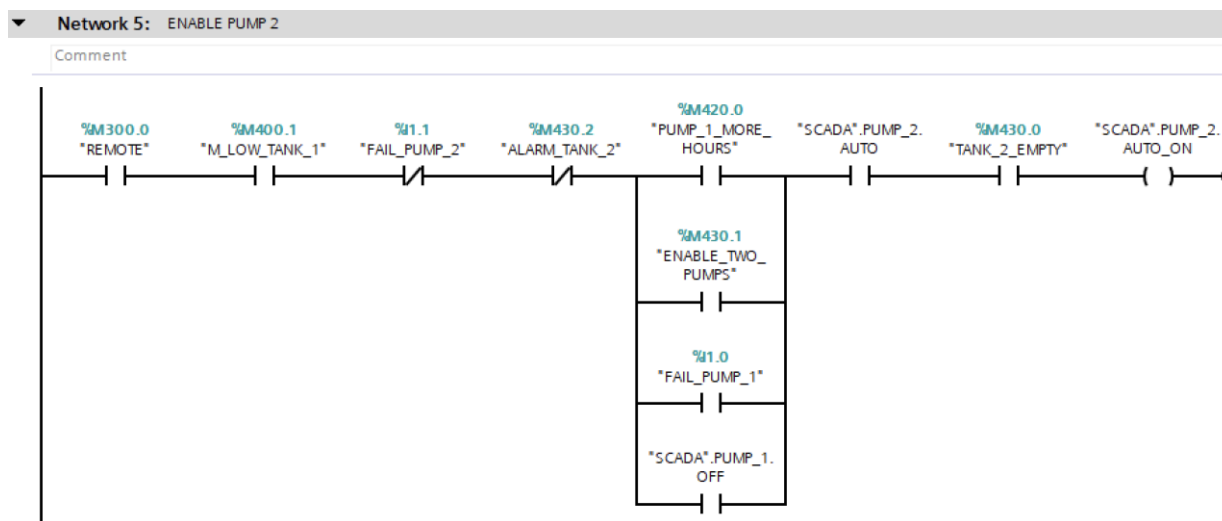 Network 5: ENABLE PUMP 2
Comment
%M300.0
"REMOTE"
%M400.1
"M_LOW_TANK_1"
%I1.1
"FAIL_PUMP_2"
%M430.2
"ALARM_TANK_2"
%M420.0
"PUMP_1_MORE_
HOURS"
"SCADA".PUMP_2.
AUTO
%M430.0
"TANK_2_EMPTY"
"SCADA".PUMP_2.
AUTO_ON
%M430.1
"ENABLE_TWO_
PUMPS"
%I1.0
"FAIL_PUMP_1"
"SCADA".PUMP_1.
OFF